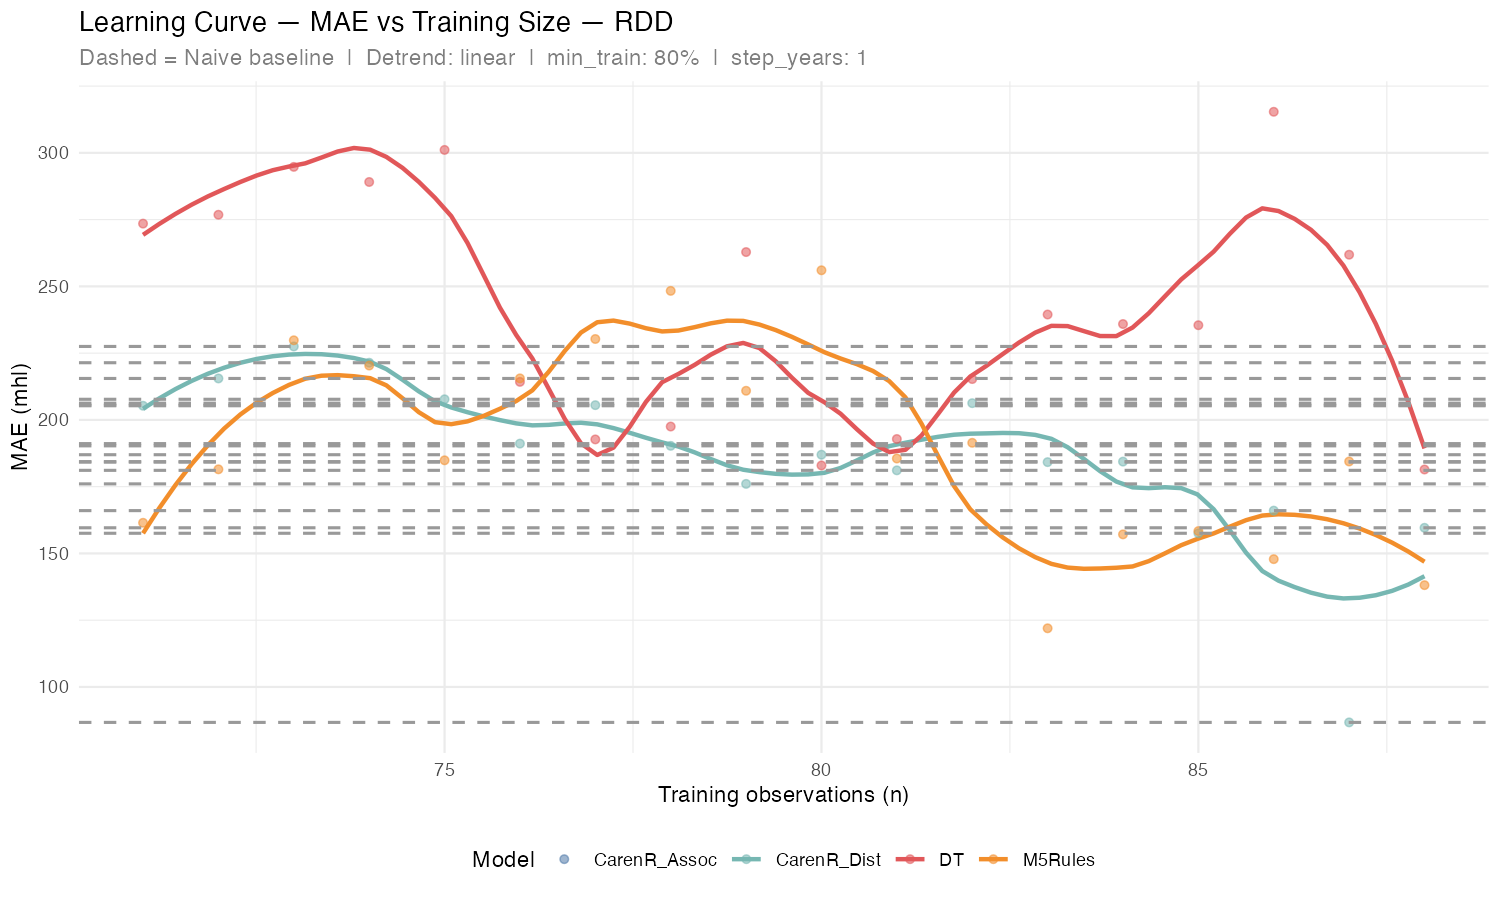 Learning Curve — MAE vs Training Size — RDD
Dashed = Naive baseline | Detrend: linear | min_train: 80% | step_years: 1
MAE (mhl)
300
250
200
150
100
75 80 85
Training observations (n)
Model CarenR_Assoc CarenR_Dist DT M5Rules